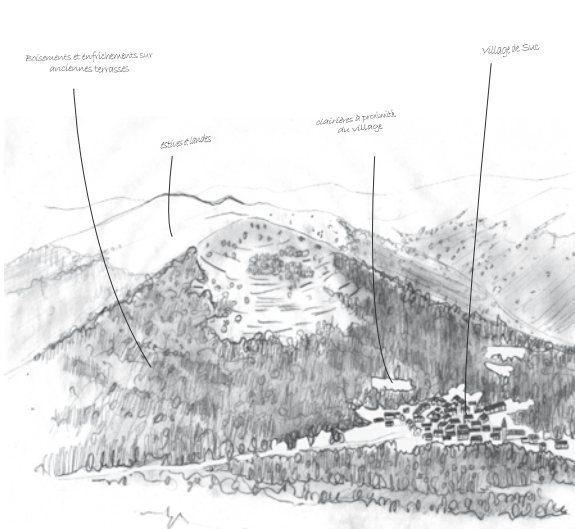 Boisements et enfrichements sur
anciennes terrasses
estives et landes
clairières à proximité
du village
Village de Suc